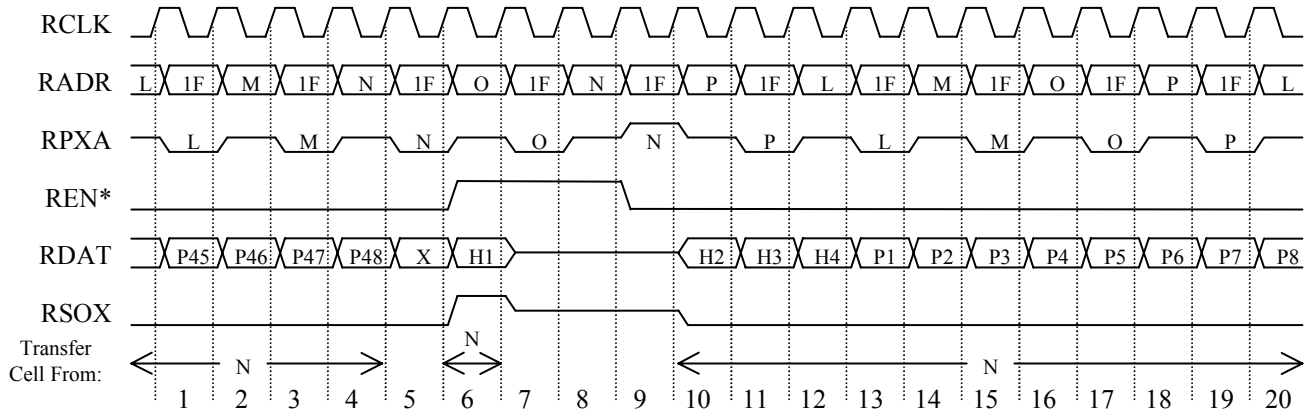 RCLK
RADR L 1F M 1F N 1F O 1F N 1F P 1F L 1F M 1F O 1F P 1F L
RPXA L M N O N P L M O P
REN*
RDAT P45 P46 P47 P48 X H1 H2 H3 H4 P1 P2 P3 P4 P5 P6 P7 P8
RSOX
Transfer
Cell From: N N N
1 2 3 4 5 6 7 8 9 10 11 12 13 14 15 16 17 18 19 20